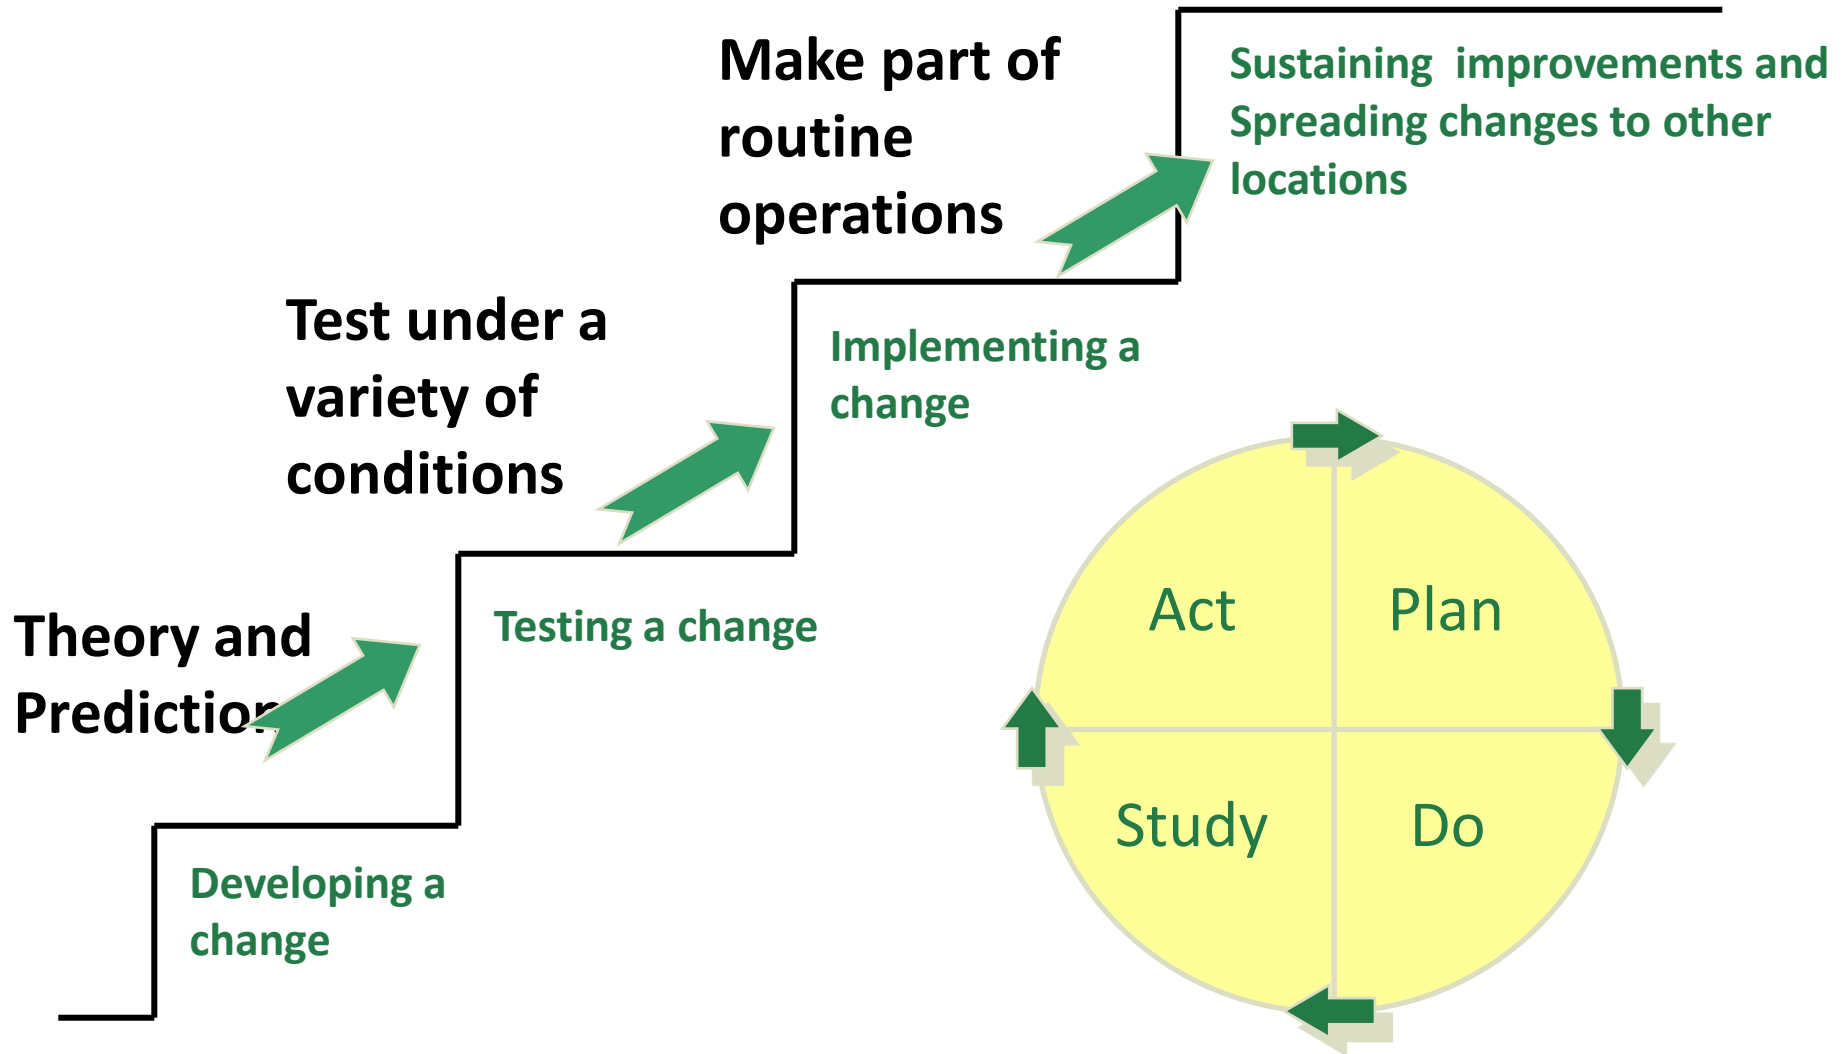 Make part of
routine
operations
Sustaining  improvements and
Spreading changes to other
locations
Test under a
variety of
conditions
Implementing a
change
Theory and
Prediction
Testing a change
Developing a
change
Act
Plan
Study
Do